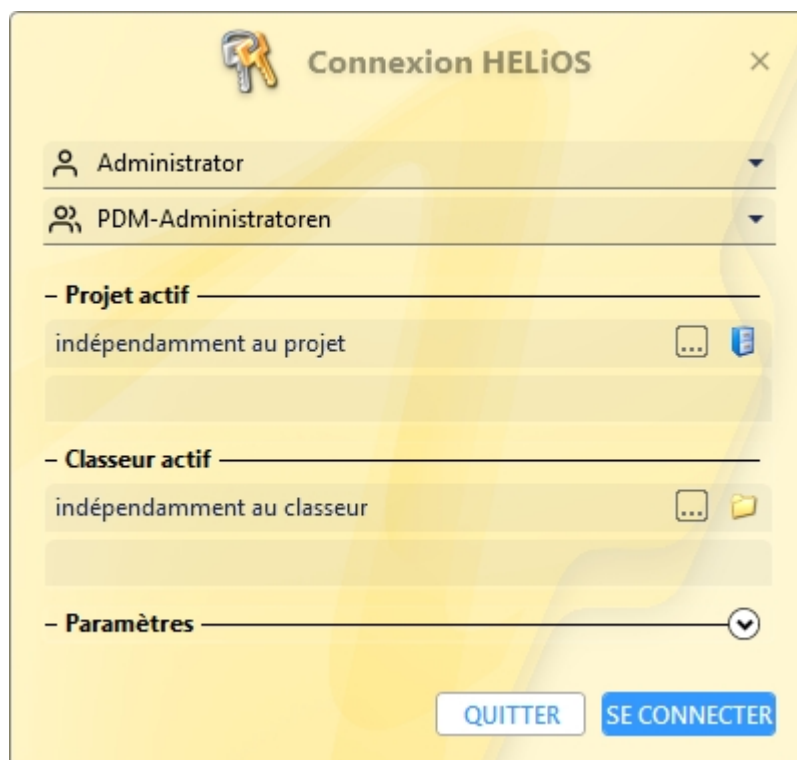 Connexion HELiOS
Administrator
PDM-Administratoren
– Projet actif
indépendamment au projet
...
– Classeur actif
indépendamment au classeur
...
– Paramètres
QUITTER
SE CONNECTER